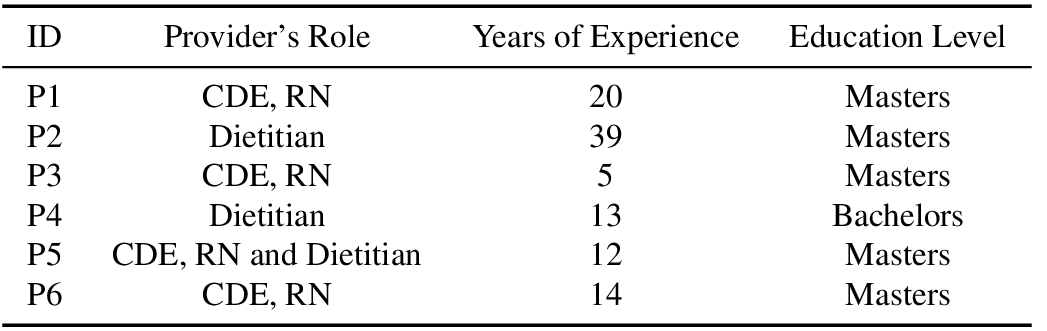 ID Provider's Role Years of Experience Education Level
P1 CDE, RN 20 Masters
P2 Dietitian 39 Masters
P3 CDE, RN 5 Masters
P4 Dietitian 13 Bachelors
P5 CDE, RN and Dietitian 12 Masters
P6 CDE, RN 14 Masters